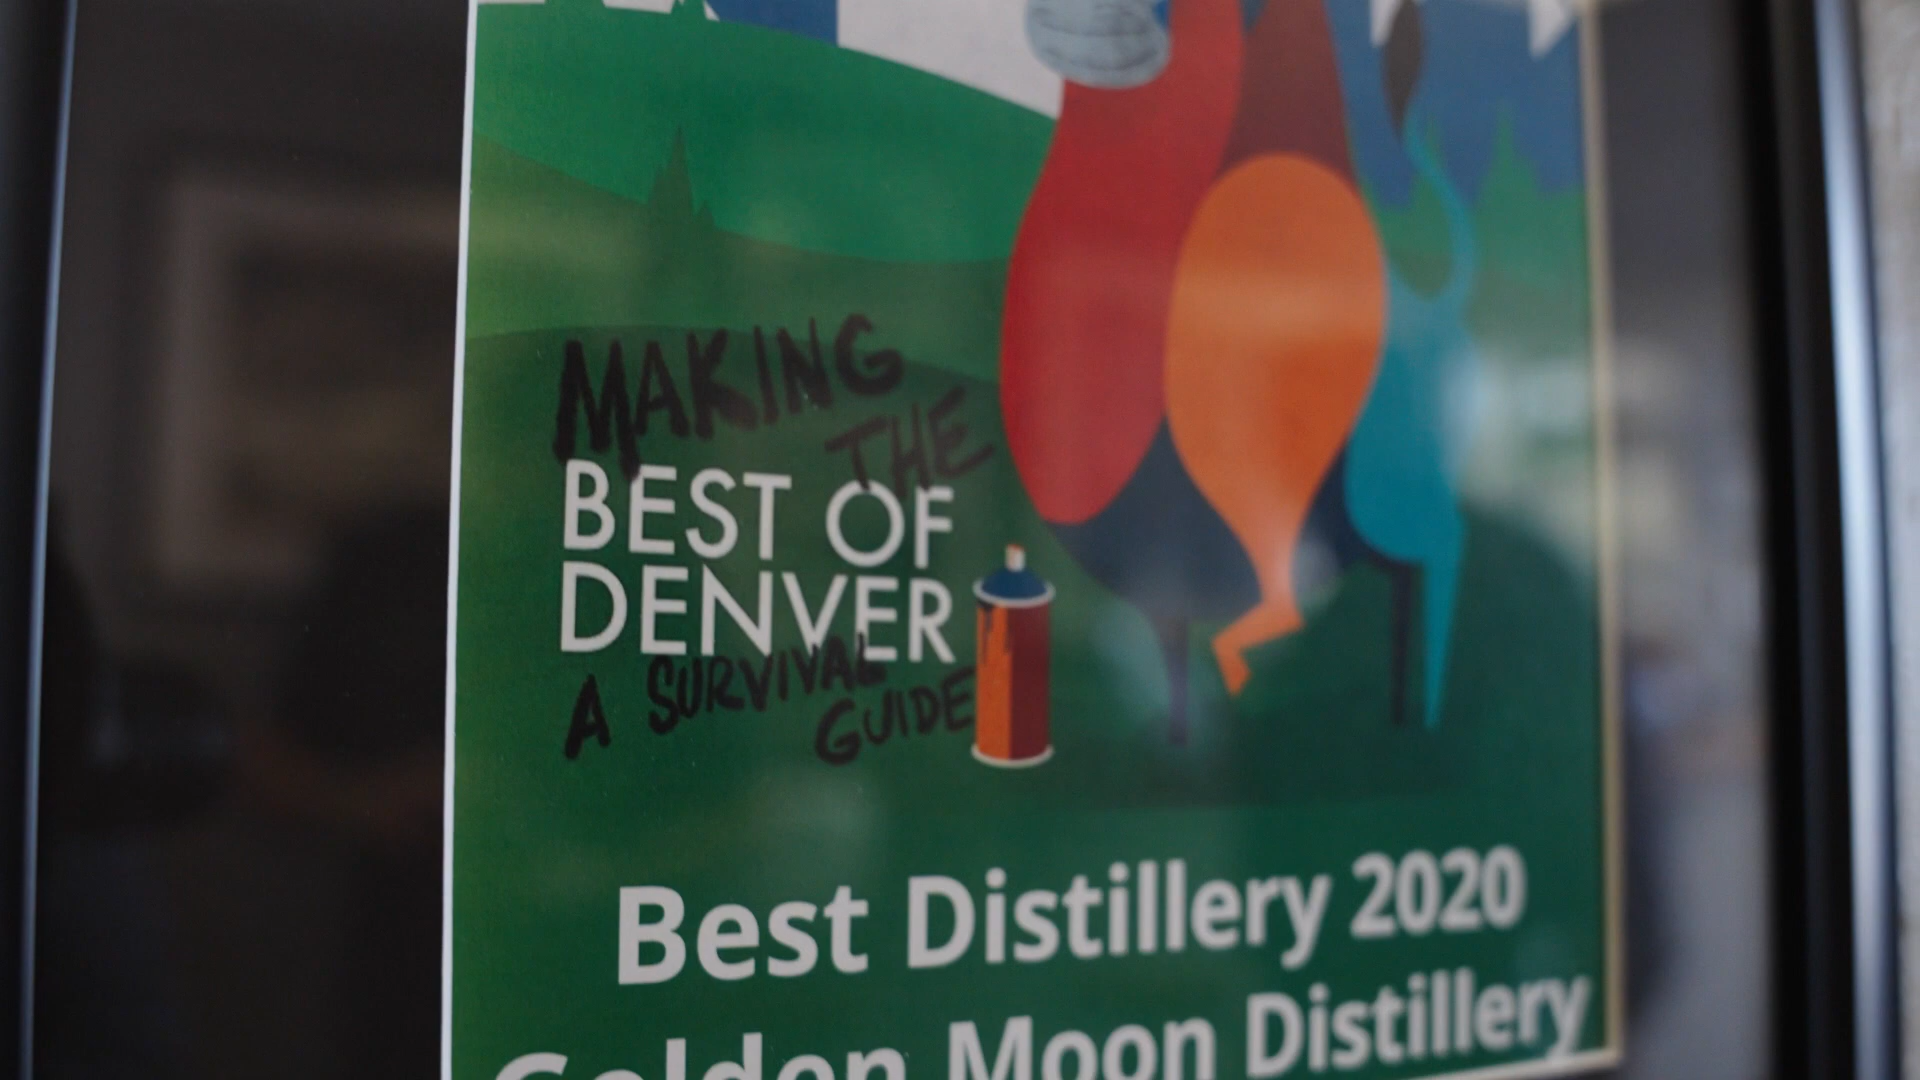 MAKING
THE
BEST OF
DENVER
A SURVIVAL
GUIDE
Best Distillery 2020
Golden Moon Distillery